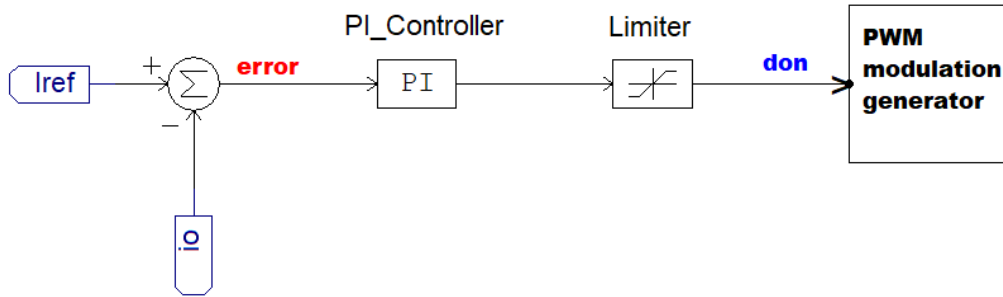 PI_Controller
Limiter
PWM
modulation
generator
Iref
+
Σ
−
error
PI
don
io